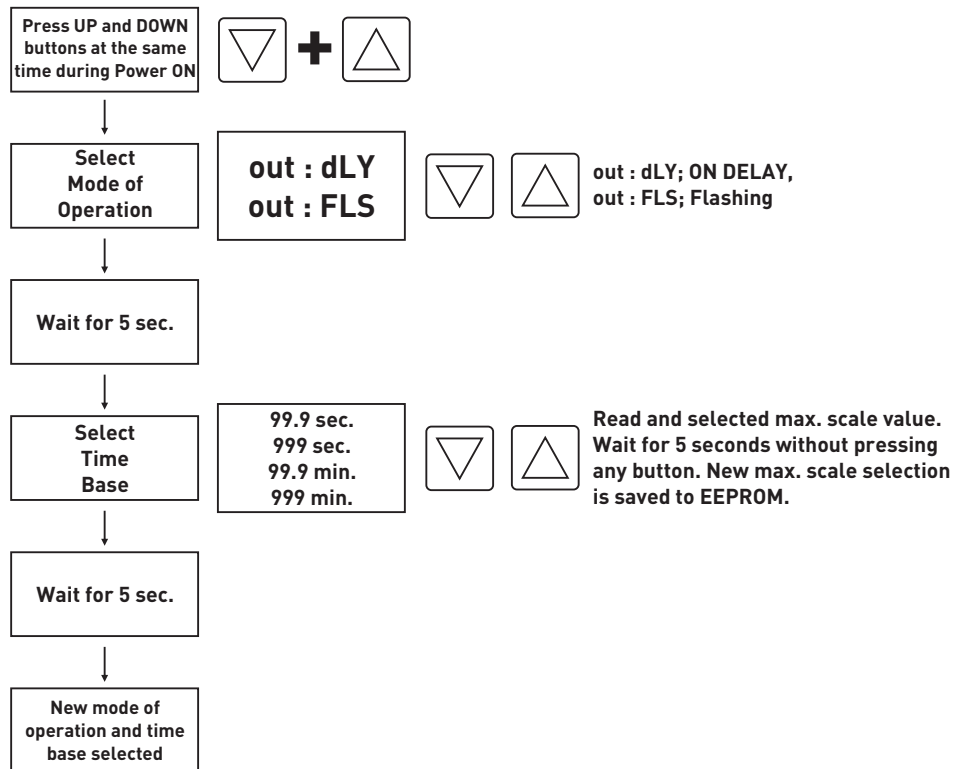 Press UP and DOWN
buttons at the same
time during Power ON
Select
Mode of
Operation
out : dLY
out : FLS
out : dLY; ON DELAY,
out : FLS; Flashing
Wait for 5 sec.
Select
Time
Base
99.9 sec.
999 sec.
99.9 min.
999 min.
Read and selected max. scale value.
Wait for 5 seconds without pressing
any button. New max. scale selection
is saved to EEPROM.
Wait for 5 sec.
New mode of
operation and time
base selected